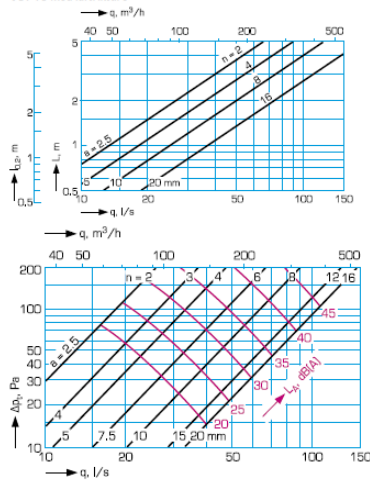 q, m³/h
40 50 100 200 500
5 5
n = 2
4
8
16
2 2
L₀,₂, m
L, m
1 1
a = 2.5
5 10 20 mm
0,5 0.5
10 20 50 100 150
q, l/s
q, m³/h
40 50 100 200 500
200
n = 2 3 4 6 8 12 16
100
45
40
50
a = 2.5
40
35
30
30
Δpₜ, Pa
Lₐ, dB(A)
20
25
4
20
5 7.5 10 15 20 mm
10
10 20 50 100 150
q, l/s